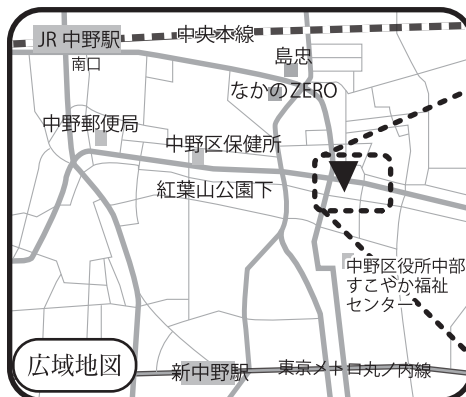 JR 中野駅
中央本線
南口
島忠
なかのZERO
中野郵便局
中野区保健所
紅葉山公園下
中野区役所中部
すこやか福祉
センター
広域地図
新中野駅
東京メトロ丸ノ内線